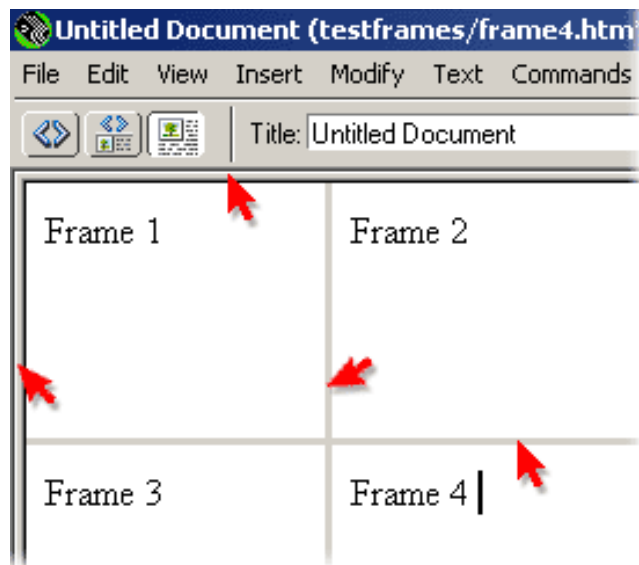 Untitled Document (testframes/frame4.htm
File Edit View Insert Modify Text Commands
Title: Untitled Document
Frame 1 Frame 2
Frame 3 Frame 4